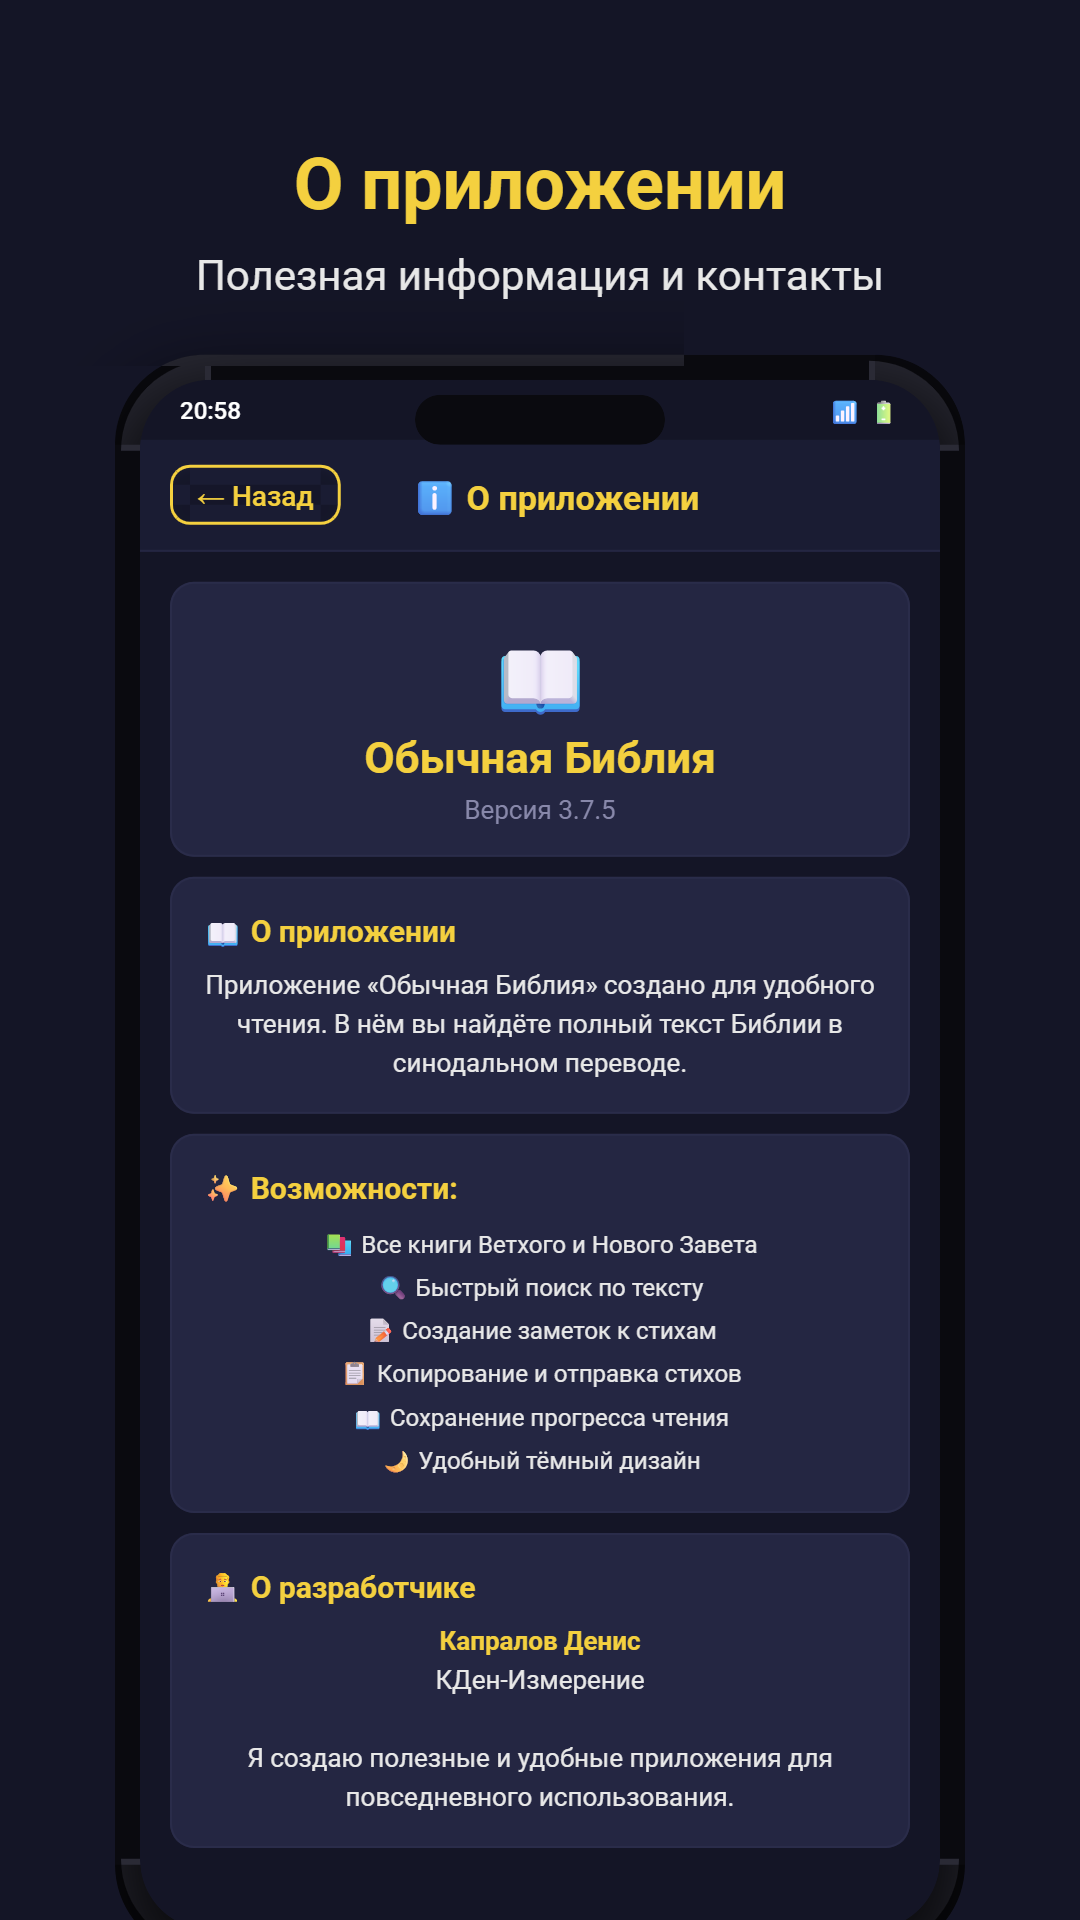 О приложении
Полезная информация и контакты
20:58
← Назад
О приложении
Обычная Библия
Версия 3.7.5
О приложении
Приложение «Обычная Библия» создано для удобного
чтения. В нём вы найдёте полный текст Библии в
синодальном переводе.
Возможности:
Все книги Ветхого и Нового Завета
Быстрый поиск по тексту
Создание заметок к стихам
Копирование и отправка стихов
Сохранение прогресса чтения
Удобный тёмный дизайн
О разработчике
Капралов Денис
КДен-Измерение
Я создаю полезные и удобные приложения для
повседневного использования.